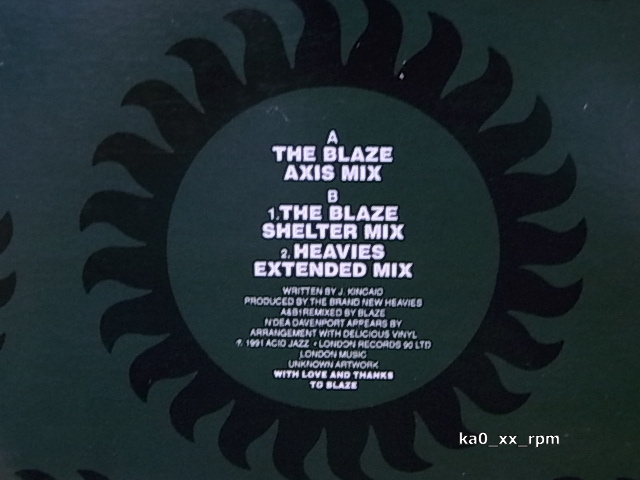 A
THE BLAZE
AXIS MIX
B
1.THE BLAZE
SHELTER MIX
2.HEAVIES
EXTENDED MIX
WRITTEN BY J. KINCAID
PRODUCED BY THE BRAND NEW HEAVIES
A&B1REMIXED BY BLAZE
N'DEA DAVENPORT APPEARS BY
ARRANGEMENT WITH DELICIOUS VINYL
℗. 1991 ACID JAZZ • LONDON RECORDS 90 LTD
LONDON MUSIC
UNKNOWN ARTWORK
WITH LOVE AND THANKS
TO BLAZE
ka0_xx_rpm